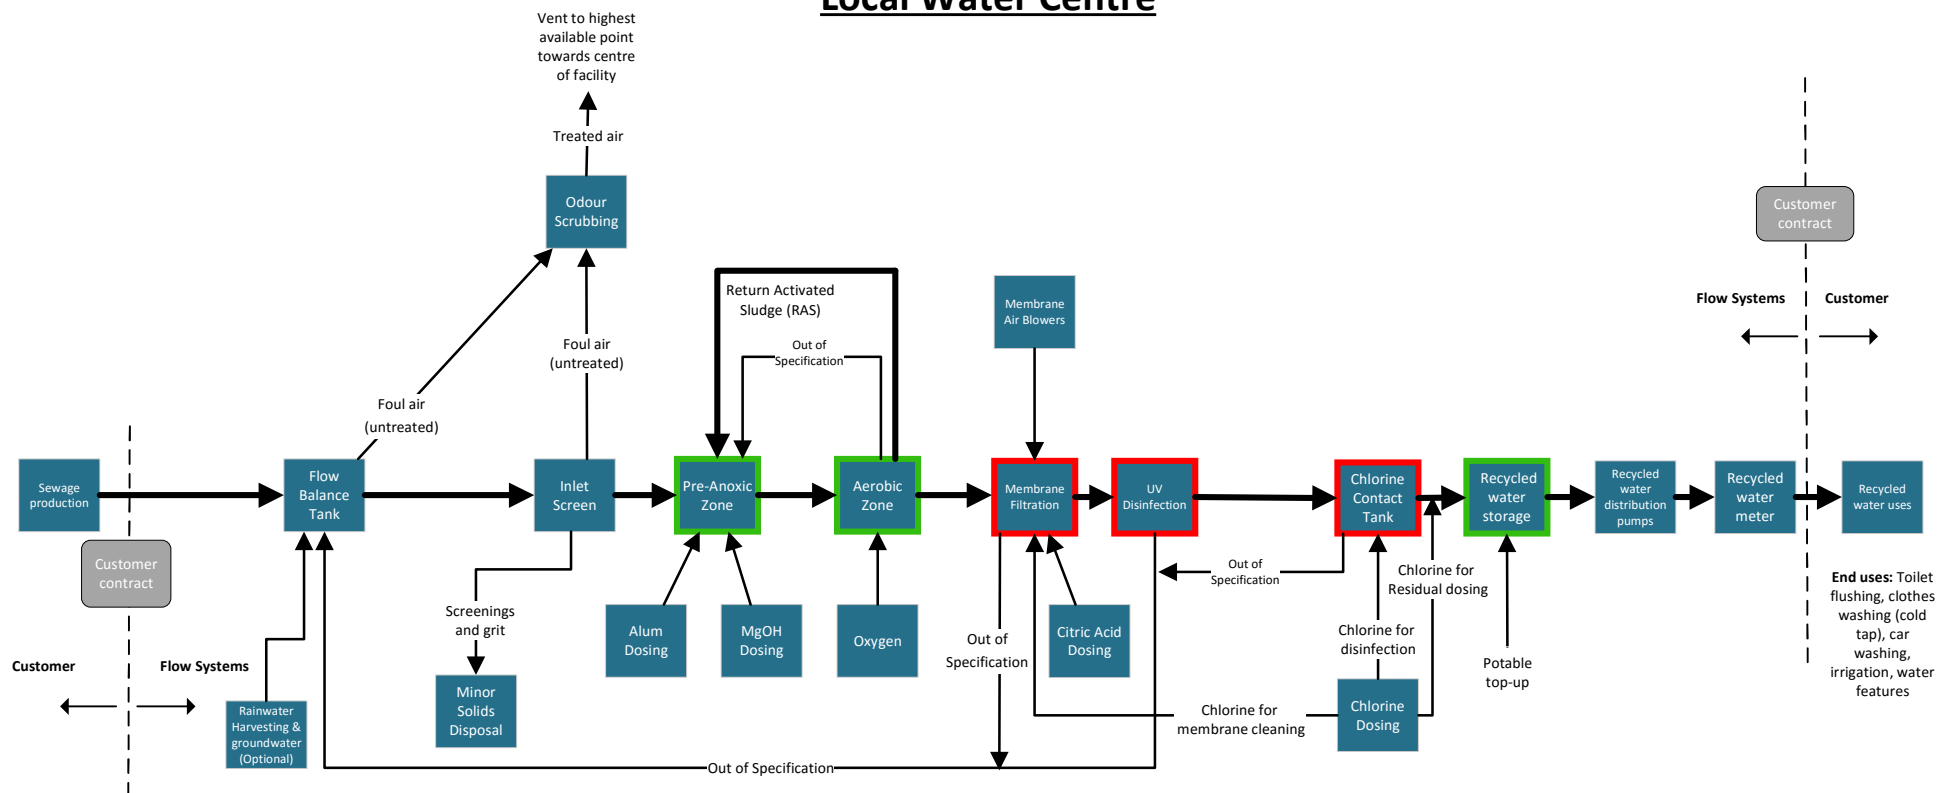 Local Water Centre
Vent to highest
available point
towards centre
of facility
Treated air
Odour
Scrubbing
Customer
contract
Return Activated
Sludge (RAS)
Membrane
Air Blowers
Flow Systems
Customer
Out of
Specification
Foul air
(untreated)
Foul air
(untreated)
Sewage
production
Flow
Balance
Tank
Inlet
Screen
Pre-Anoxic
Zone
Aerobic
Zone
Membrane
Filtration
UV
Disinfection
Chlorine
Contact
Tank
Recycled
water
storage
Recycled
water
distribution
pumps
Recycled
water
meter
Recycled
water uses
Customer
contract
Out of
Specification
Chlorine for
Residual dosing
End uses: Toilet
flushing, clothes
washing (cold
tap), car
washing,
irrigation, water
features
Screenings
and grit
Alum
Dosing
MgOH
Dosing
Oxygen
Out of
Specification
Citric Acid
Dosing
Chlorine for
disinfection
Potable
top-up
Customer
Flow Systems
Rainwater
Harvesting &
groundwater
(Optional)
Minor
Solids
Disposal
Chlorine for
membrane cleaning
Chlorine
Dosing
Out of Specification